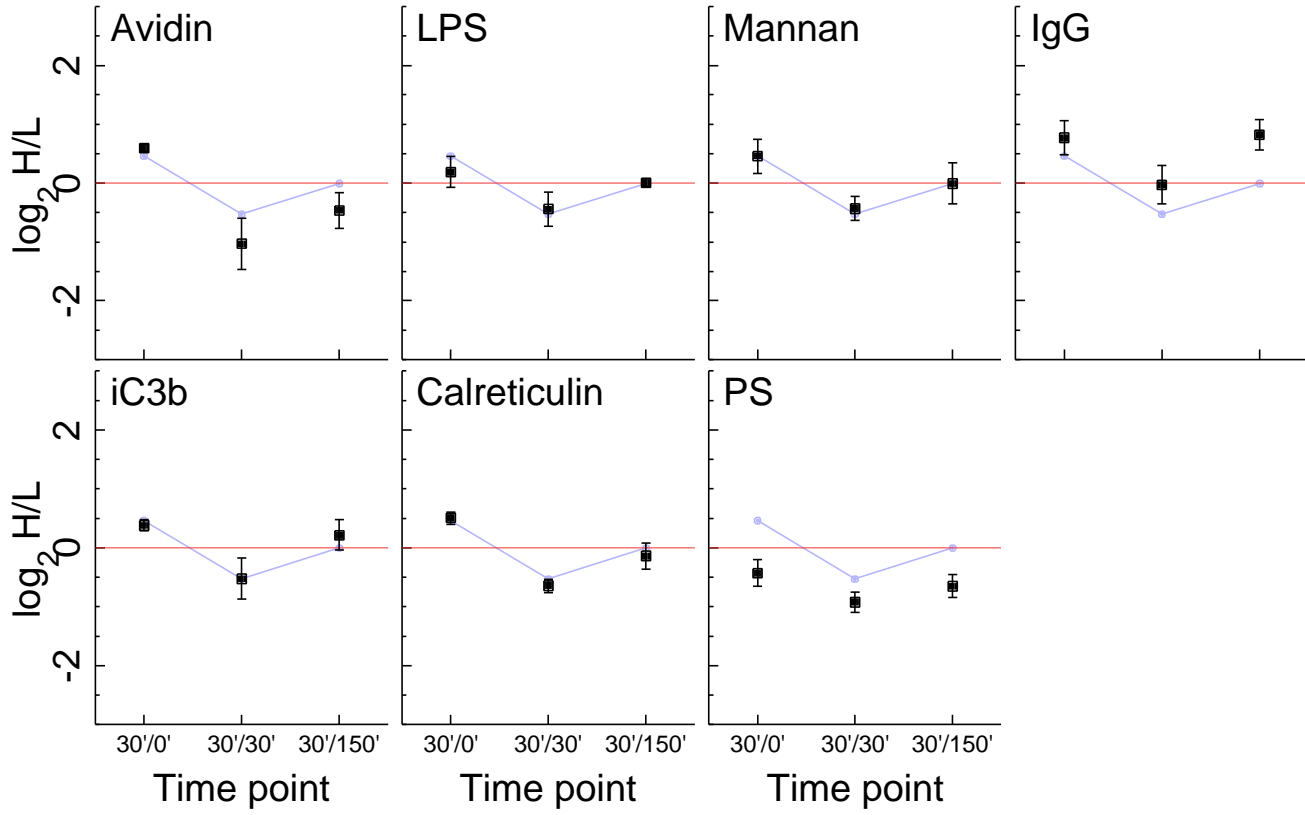 Avidin LPS Mannan IgG
2
0
-2
log2 H/L
iC3b Calreticulin PS
2
0
-2
log2 H/L
30'/0' 30'/30' 30'/150' 30'/0' 30'/30' 30'/150' 30'/0' 30'/30' 30'/150'
Time point Time point Time point